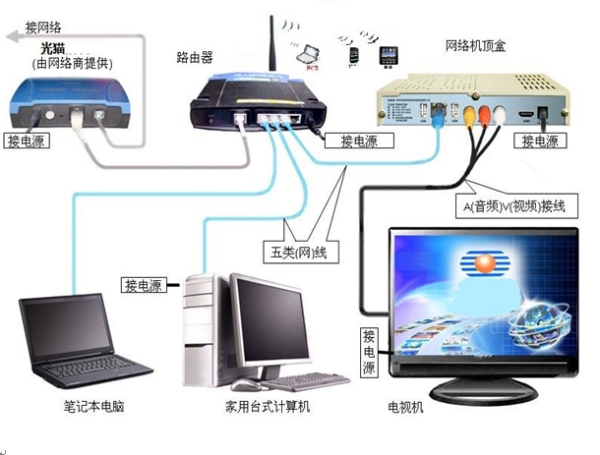 接网络
光猫......
(由网络商提供)
路由器
网络机顶盒
接电源
接电源
接电源
A(音频)V(视频)接线
五类(网)线
接电源
接电源
笔记本电脑
家用台式计算机
电视机